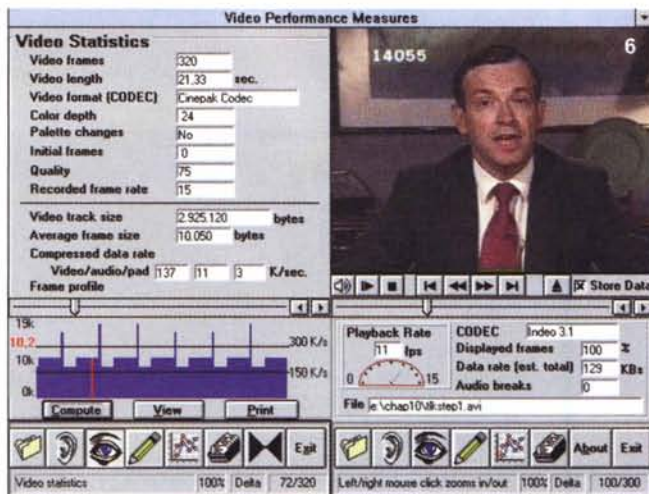 Video Performance Measures
Video Statistics
Video frames 320
Video length 21.33 sec.
Video format (CODEC) Cinepak Codec
Color depth 24
Palette changes No
Initial frames 0
Quality 75
Recorded frame rate 15
Video track size 2.925.120 bytes
Average frame size 10.050 bytes
Compressed data rate
Video/audio/pad 137 11 3 K/sec.
Frame profile
19k
10,2
10k
0k
300 K/s
150 K/s
Compute View Print
Exit
Video statistics 100% Delta 72/320
14055 6
Store Data
Playback Rate
11 fps
0 15
CODEC Indeo 3.1
Displayed frames 100 %
Data rate (est. total) 129 KBs
Audio breaks 0
File e:\chap10\tlkstep1.avi
About Exit
Left/right mouse click zooms in/out 100% Delta 100/300